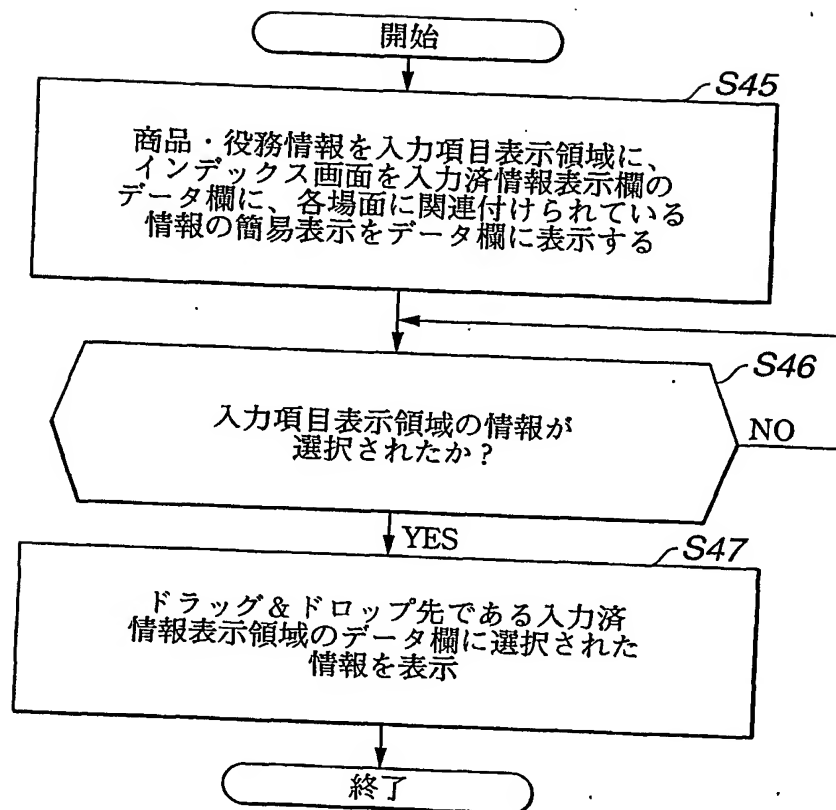 開始
S45
商品・役務情報を入力項目表示領域に、
インデックス画面を入力済情報表示欄の
データ欄に、各場面に関連付けられている
情報の簡易表示をデータ欄に表示する
S46
入力項目表示領域の情報が
選択されたか？
NO
YES
S47
ドラッグ＆ドロップ先である入力済
情報表示領域のデータ欄に選択された
情報を表示
終了